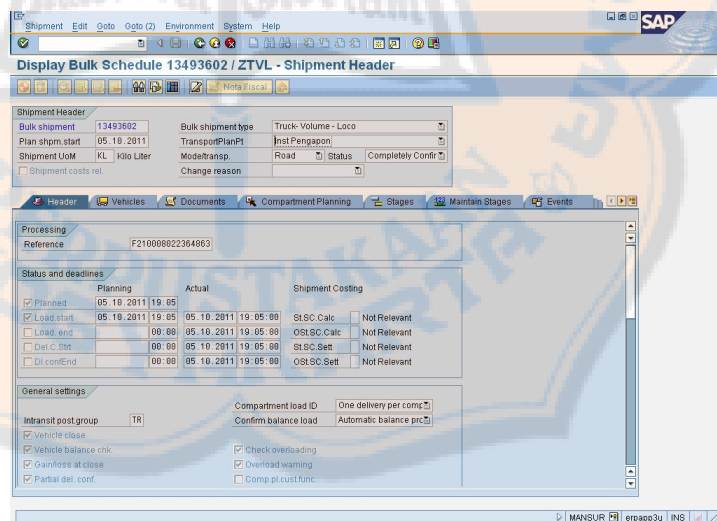 Shipment Edit Goto Goto (2) Environment System Help
SAP
Display Bulk Schedule 13493602 / ZTVL - Shipment Header
Nota Fiscal
Shipment Header
Bulk shipment 13493602 Bulk shipment type Truck- Volume - Loco
Plan shpm.start 05.10.2011 TransportPlanPt Inst Pengapon
Shipment UoM KL Kilo Liter Mode/transp. Road Status Completely Confir
Shipment costs rel. Change reason
Header Vehicles Documents Compartment Planning Stages Maintain Stages Events
Processing
Reference F210008822364863
Status and deadlines
Planning Actual Shipment Costing
Planned 05.10.2011 19:05
Load.start 05.10.2011 19:05 05.10.2011 19:05:00 St.SC.Calc Not Relevant
Load. end 00:00 05.10.2011 19:05:00 OSt.SC.Calc Not Relevant
Del.C.Strt 00:00 05.10.2011 19:05:00 St.SC.Sett Not Relevant
Dl.confEnd 00:00 05.10.2011 19:05:00 OSt.SC.Sett Not Relevant
General settings
Compartment load ID One delivery per comp
Intransit post.group TR Confirm balance load Automatic balance prc
Vehicle close
Vehicle balance chk Check overloading
Gain/loss at close Overload warning
Partial del. conf. Comp.pl.cust.func.
MANSUR erpapp3u INS